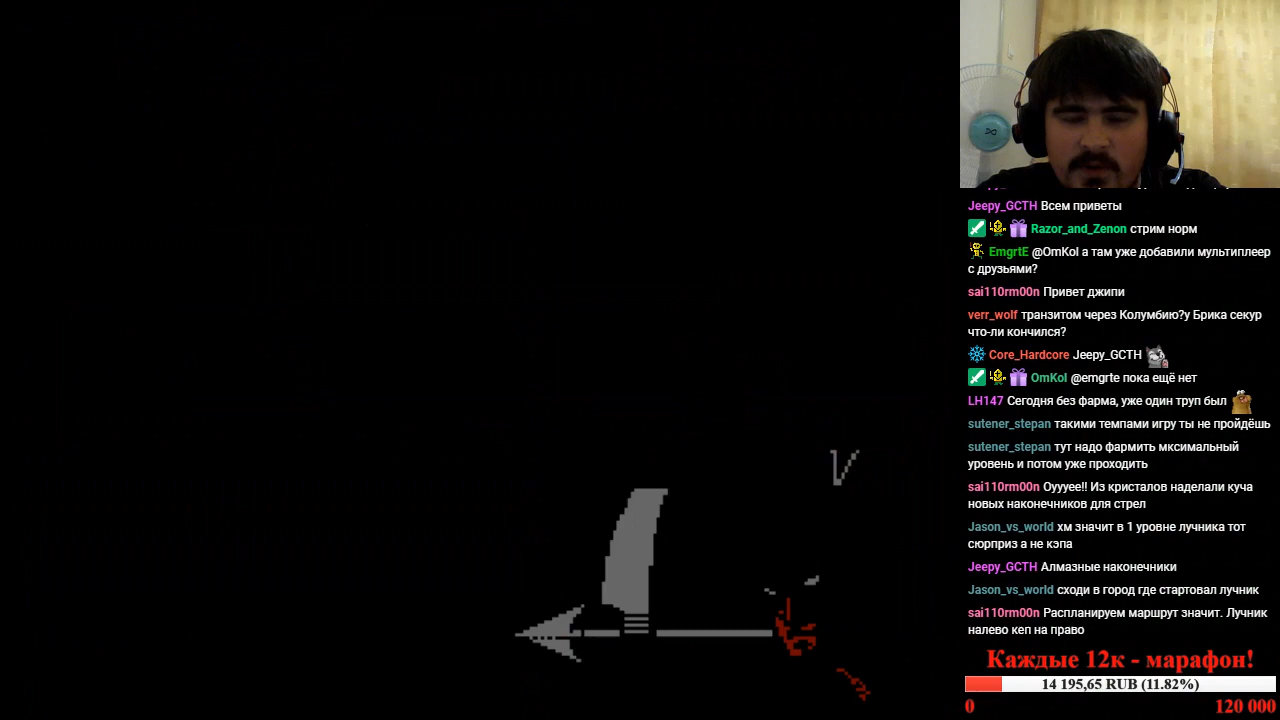 Jeepy_GCTH Всем приветы
Razor_and_Zenon стрим норм
EmgrtE @OmKol а там уже добавили мультиплеер
с друзьями?
sai110rm00n Привет джипи
verr_wolf транзитом через Колумбию?у Брика секур
что-ли кончился?
Core_Hardcore Jeepy_GCTH
OmKol @emgrte пока ещё нет
LH147 Сегодня без фарма, уже один труп был
sutener_stepan такими темпами игру ты не пройдёшь
sutener_stepan тут надо фармить мксимальный
уровень и потом уже проходить
sai110rm00n Оуууее!! Из кристалов наделали куча
новых наконечников для стрел
Jason_vs_world хм значит в 1 уровне лучника тот
сюрприз а не кэпа
Jeepy_GCTH Алмазные наконечники
Jason_vs_world сходи в город где стартовал лучник
sai110rm00n Распланируем маршрут значит. Лучник
налево кеп на право
Каждые 12к - марафон!
14 195,65 RUB (11.82%)
0 120 000